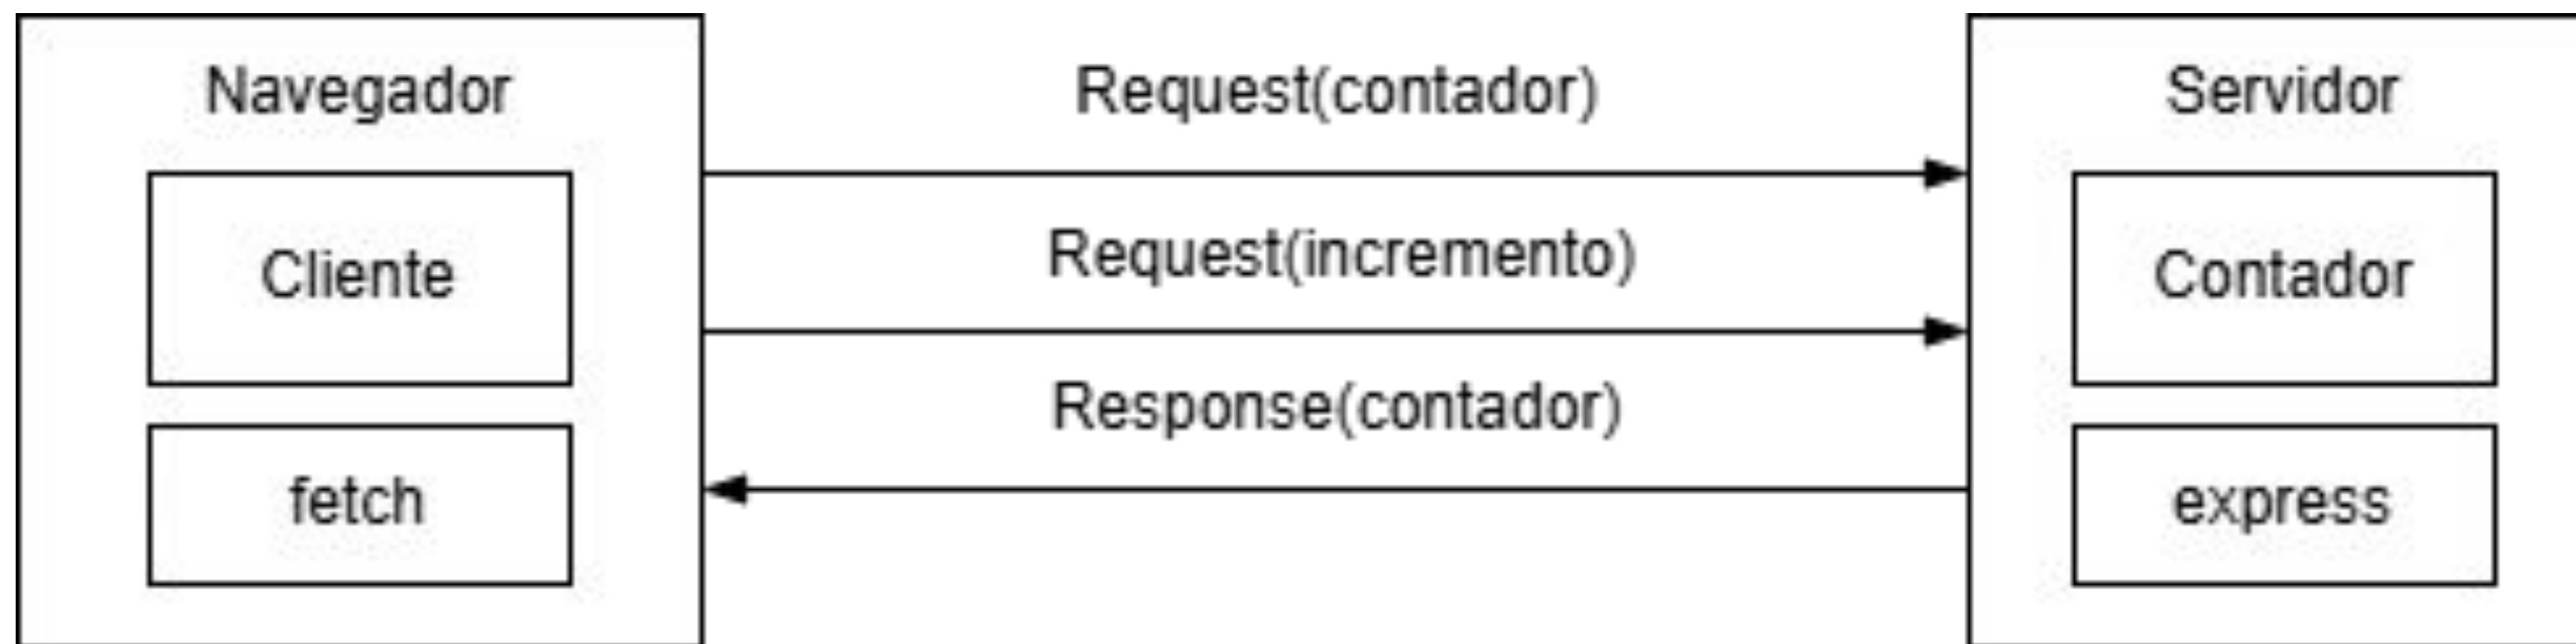 Navegador
Cliente
fetch
Request(contador)
Request(incremento)
Response(contador)
Servidor
Contador
express